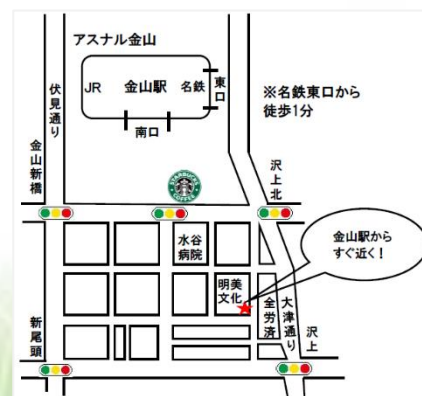 アスナル金山
JR 金山駅 名鉄
東口
南口
※名鉄東口から
徒歩1分
伏見通り
金山新橋
STARBUCKS COFFEE
沢上北
水谷
病院
金山駅から
すぐ近く！
明美
文化
全労済
大津通り
沢上
新尾頭